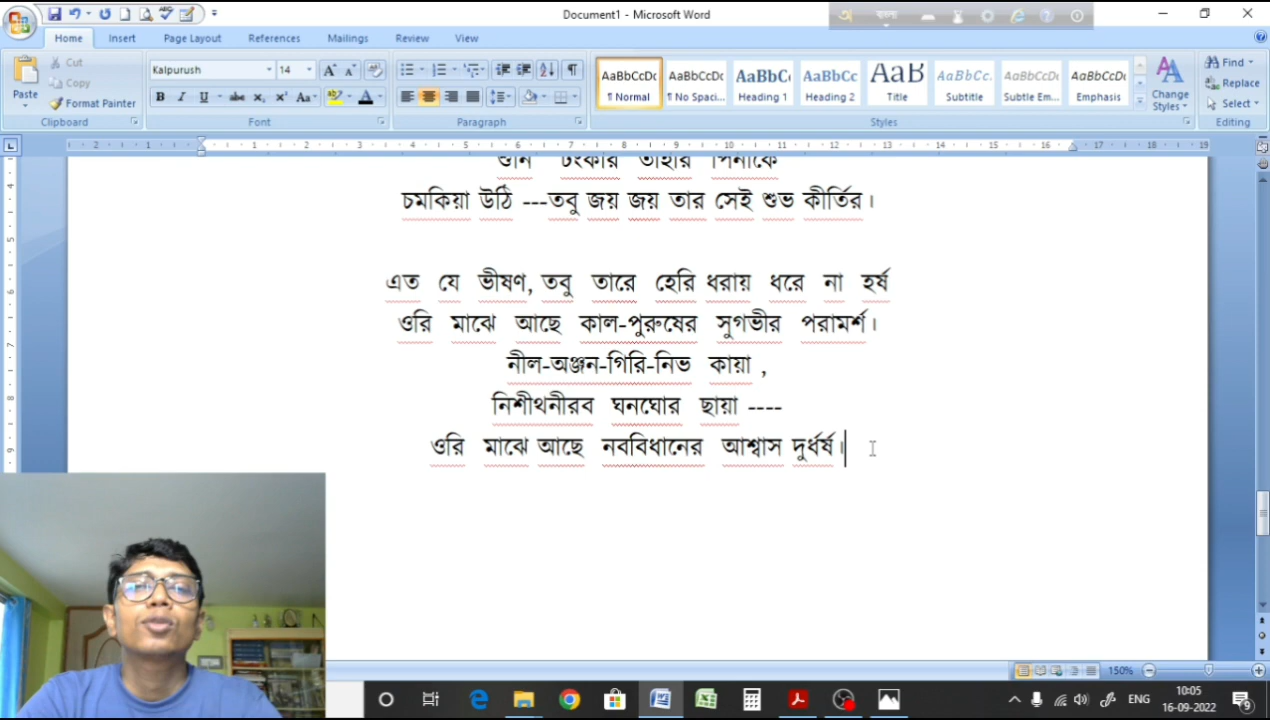 Document1 - Microsoft Word
Home Insert Page Layout References Mailings Review View
Cut
Copy
Format Painter
Paste
Kalpurush 14
AaBbCcDc AaBbCcDc AaBbC AaBbCc AaB AaBbCc. AaBbCcDc AaBbCcDc
¶ Normal ¶ No Spaci... Heading 1 Heading 2 Title Subtitle Subtle Em... Emphasis
Change Styles
Find
Replace
Select
Clipboard Font Paragraph Styles Editing
শুনি টংকার তাহার পিনাকে
চমকিয়া উঠি ---তবু জয় জয় তার সেই শুভ কীর্তির।
এত যে ভীষণ, তবু তারে হেরি ধরায় ধরে না হর্ষ
ওরি মাঝে আছে কাল-পুরুষের সুগভীর পরামর্শ।
নীল-অঞ্জন-গিরি-নিভ কায়া ,
নিশীথনীরব ঘনঘোর ছায়া ----
ওরি মাঝে আছে নববিধানের আশ্বাস দুর্ধর্ষ।
150%
ENG
10:05
16-09-2022